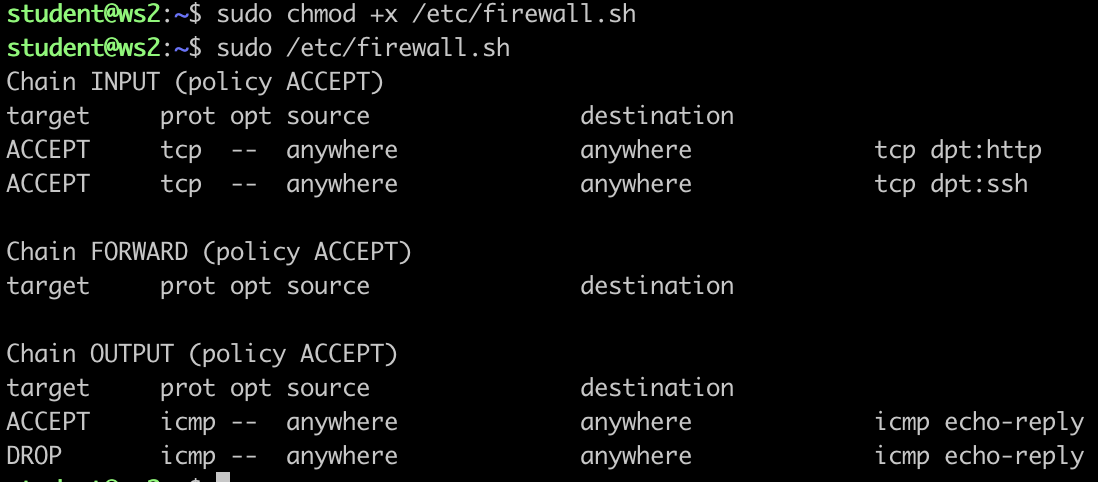 student@ws2:~$ sudo chmod +x /etc/firewall.sh
student@ws2:~$ sudo /etc/firewall.sh
Chain INPUT (policy ACCEPT)
target     prot opt source               destination
ACCEPT     tcp  --  anywhere             anywhere             tcp dpt:http
ACCEPT     tcp  --  anywhere             anywhere             tcp dpt:ssh

Chain FORWARD (policy ACCEPT)
target     prot opt source               destination

Chain OUTPUT (policy ACCEPT)
target     prot opt source               destination
ACCEPT     icmp --  anywhere             anywhere             icmp echo-reply
DROP       icmp --  anywhere             anywhere             icmp echo-reply
student@ws2:~$